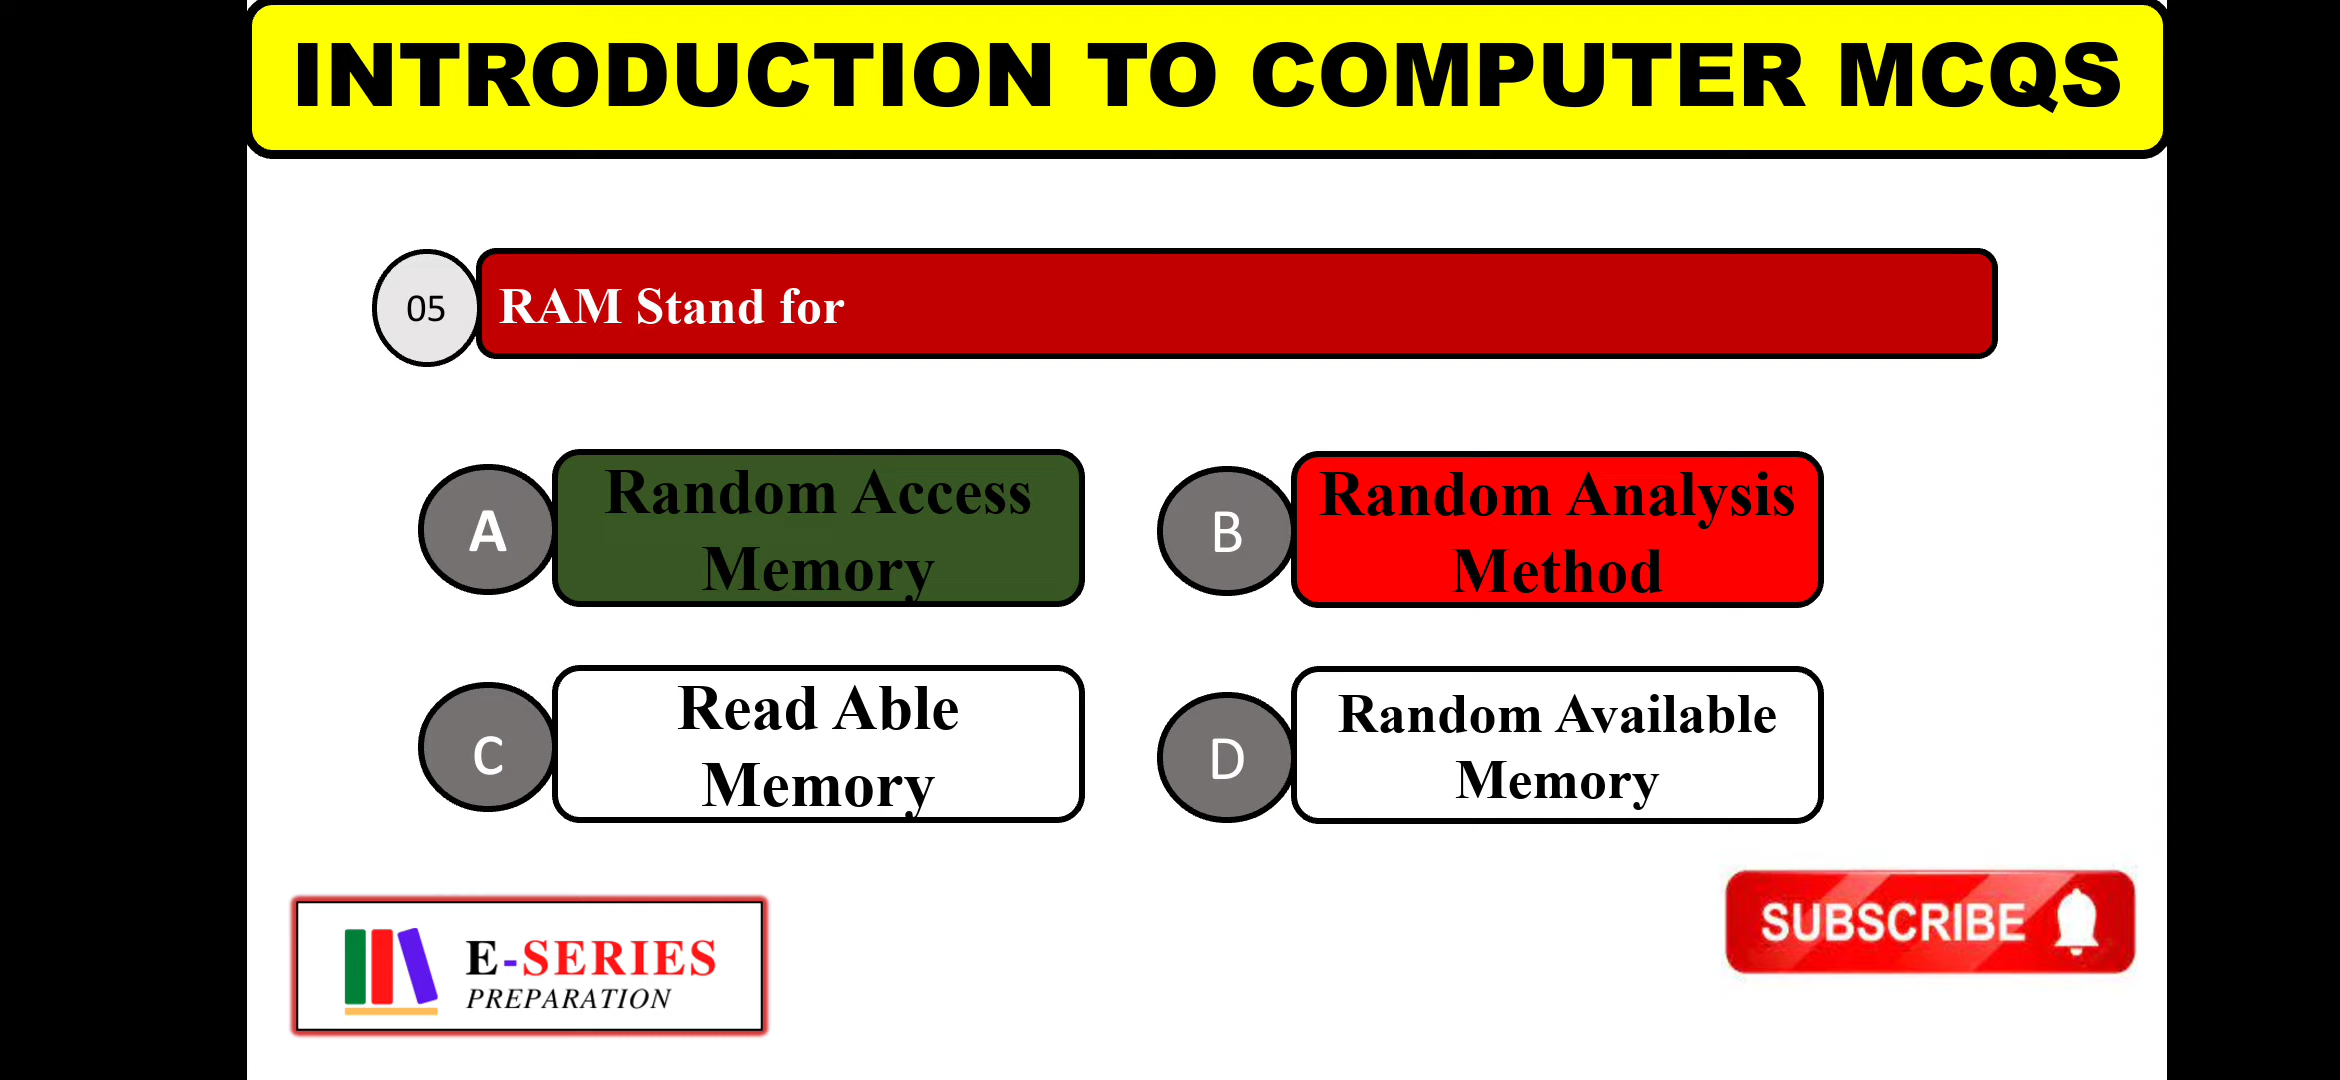 INTRODUCTION TO COMPUTER MCQS
05
RAM Stand for
A
Random Access
Memory
B
Random Analysis
Method
C
Read Able
Memory
D
Random Available
Memory
E-SERIES
PREPARATION
SUBSCRIBE